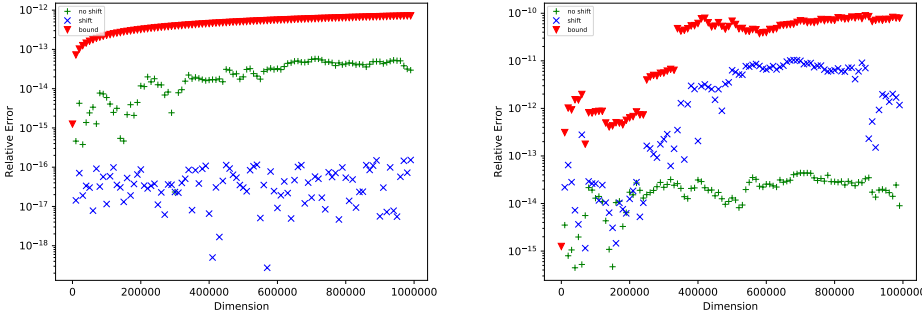 10⁻¹²
10⁻¹³
10⁻¹⁴
10⁻¹⁵
10⁻¹⁶
10⁻¹⁷
10⁻¹⁸
Relative Error
no shift
shift
bound
0 200000 400000 600000 800000 1000000
Dimension
10⁻¹⁰
10⁻¹¹
10⁻¹²
10⁻¹³
10⁻¹⁴
10⁻¹⁵
Relative Error
no shift
shift
bound
0 200000 400000 600000 800000 1000000
Dimension